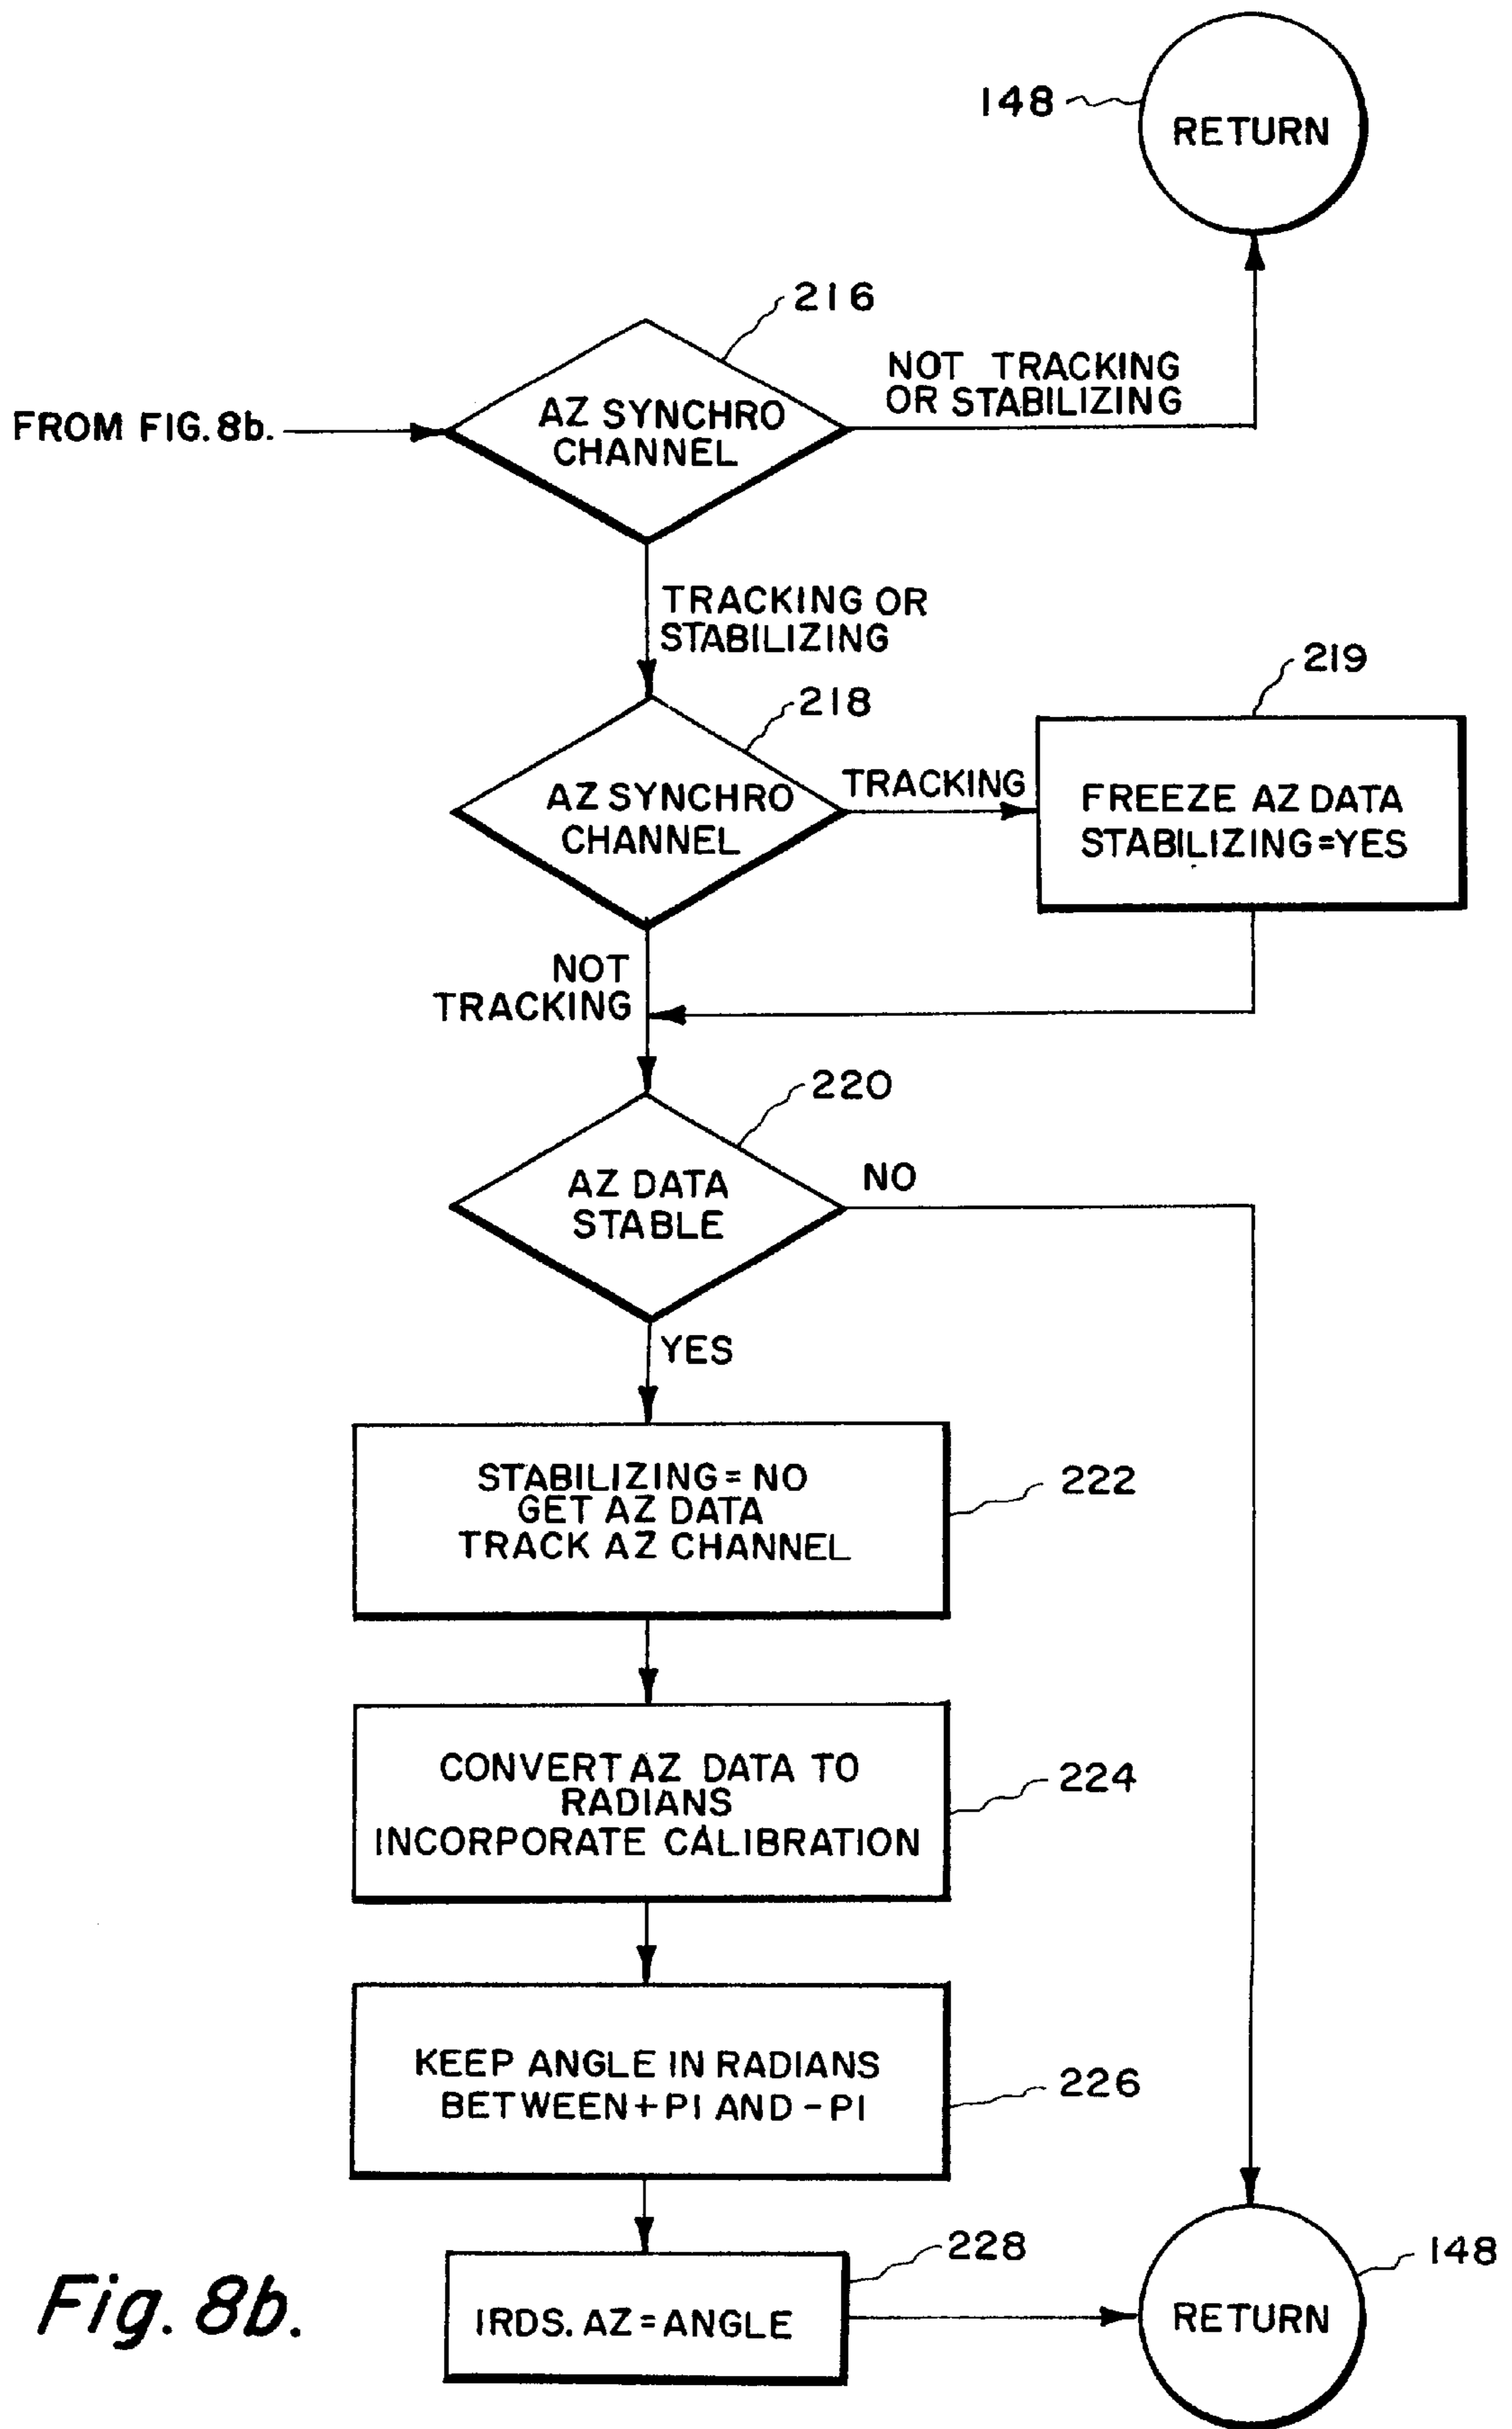 148
RETURN
216
NOT TRACKING
OR STABILIZING
FROM FIG. 8b.
AZ SYNCHRO
CHANNEL
TRACKING OR
STABILIZING
219
218
TRACKING
AZ SYNCHRO
CHANNEL
FREEZE AZ DATA
STABILIZING=YES
NOT
TRACKING
220
NO
AZ DATA
STABLE
YES
STABILIZING = NO
GET AZ DATA
TRACK AZ CHANNEL
222
CONVERT AZ DATA TO
RADIANS
INCORPORATE CALIBRATION
224
KEEP ANGLE IN RADIANS
BETWEEN +PI AND -PI
226
228
148
IRDS. AZ = ANGLE
RETURN
Fig. 8b.